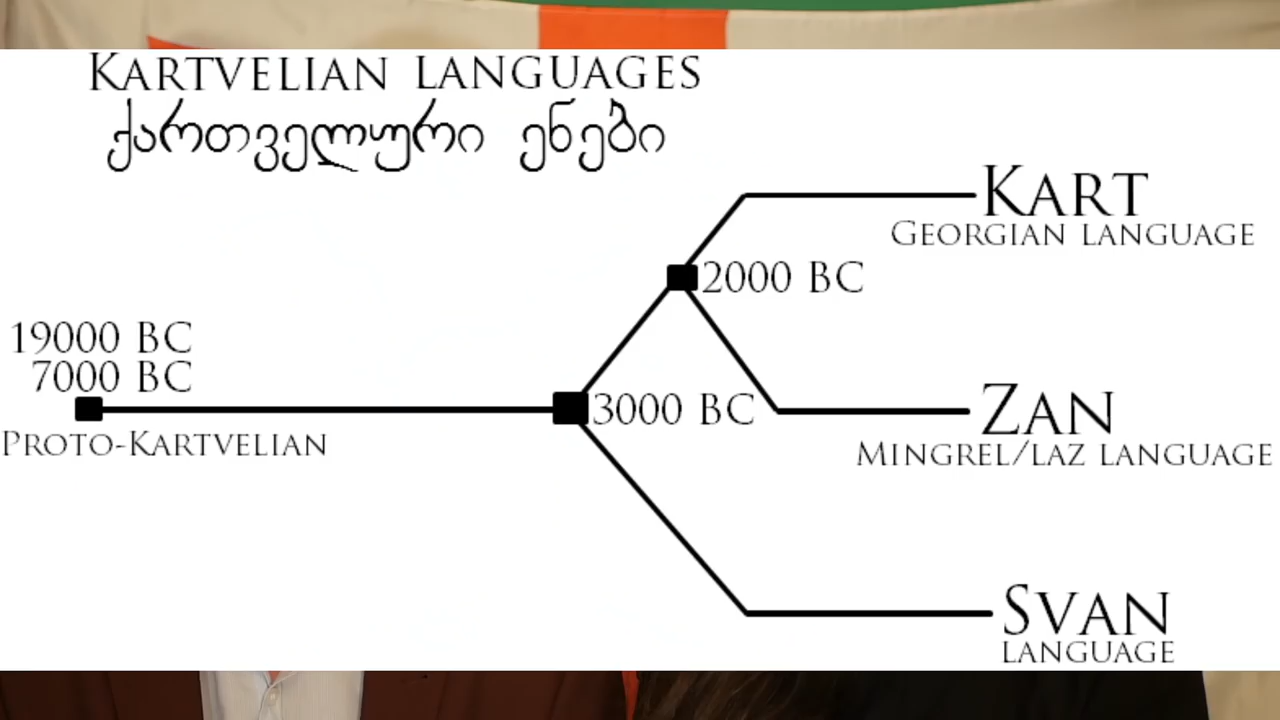 KARTVELIAN LANGUAGES
ქართველური ენები
KART
GEORGIAN LANGUAGE
2000 BC
19000 BC
7000 BC
3000 BC
PROTO-KARTVELIAN
ZAN
MINGREL/LAZ LANGUAGE
SVAN
LANGUAGE